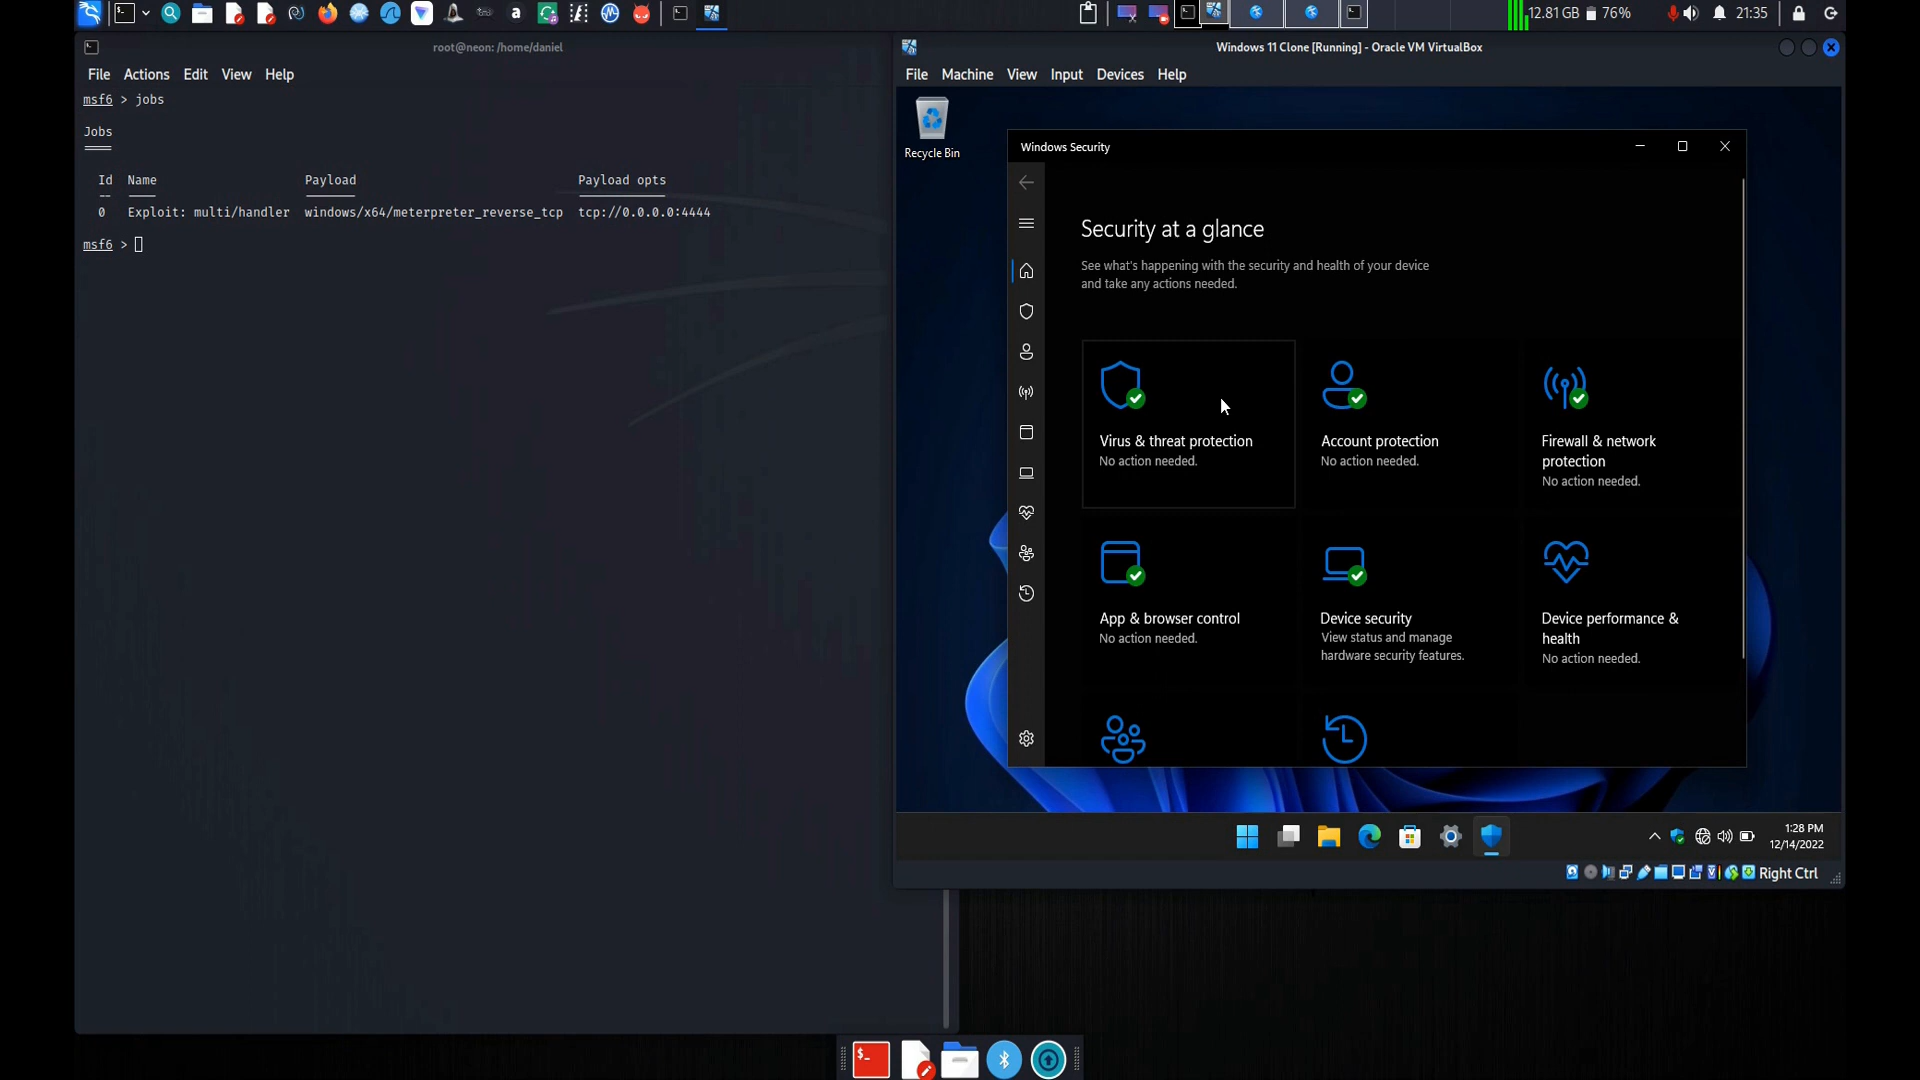 12.81 GB 76% 21:35
root@neon: /home/daniel
File Actions Edit View Help
msf6 > jobs
Jobs
====
Id Name Payload Payload opts
-- ---- ------- ------------
0 Exploit: multi/handler windows/x64/meterpreter_reverse_tcp tcp://0.0.0.0:4444
msf6 >
Windows 11 Clone [Running] - Oracle VM VirtualBox
File Machine View Input Devices Help
Recycle Bin
Windows Security
Security at a glance
See what's happening with the security and health of your device
and take any actions needed.
Virus & threat protection
No action needed.
Account protection
No action needed.
Firewall & network
protection
No action needed.
App & browser control
No action needed.
Device security
View status and manage
hardware security features.
Device performance &
health
No action needed.
1:28 PM
12/14/2022
Right Ctrl